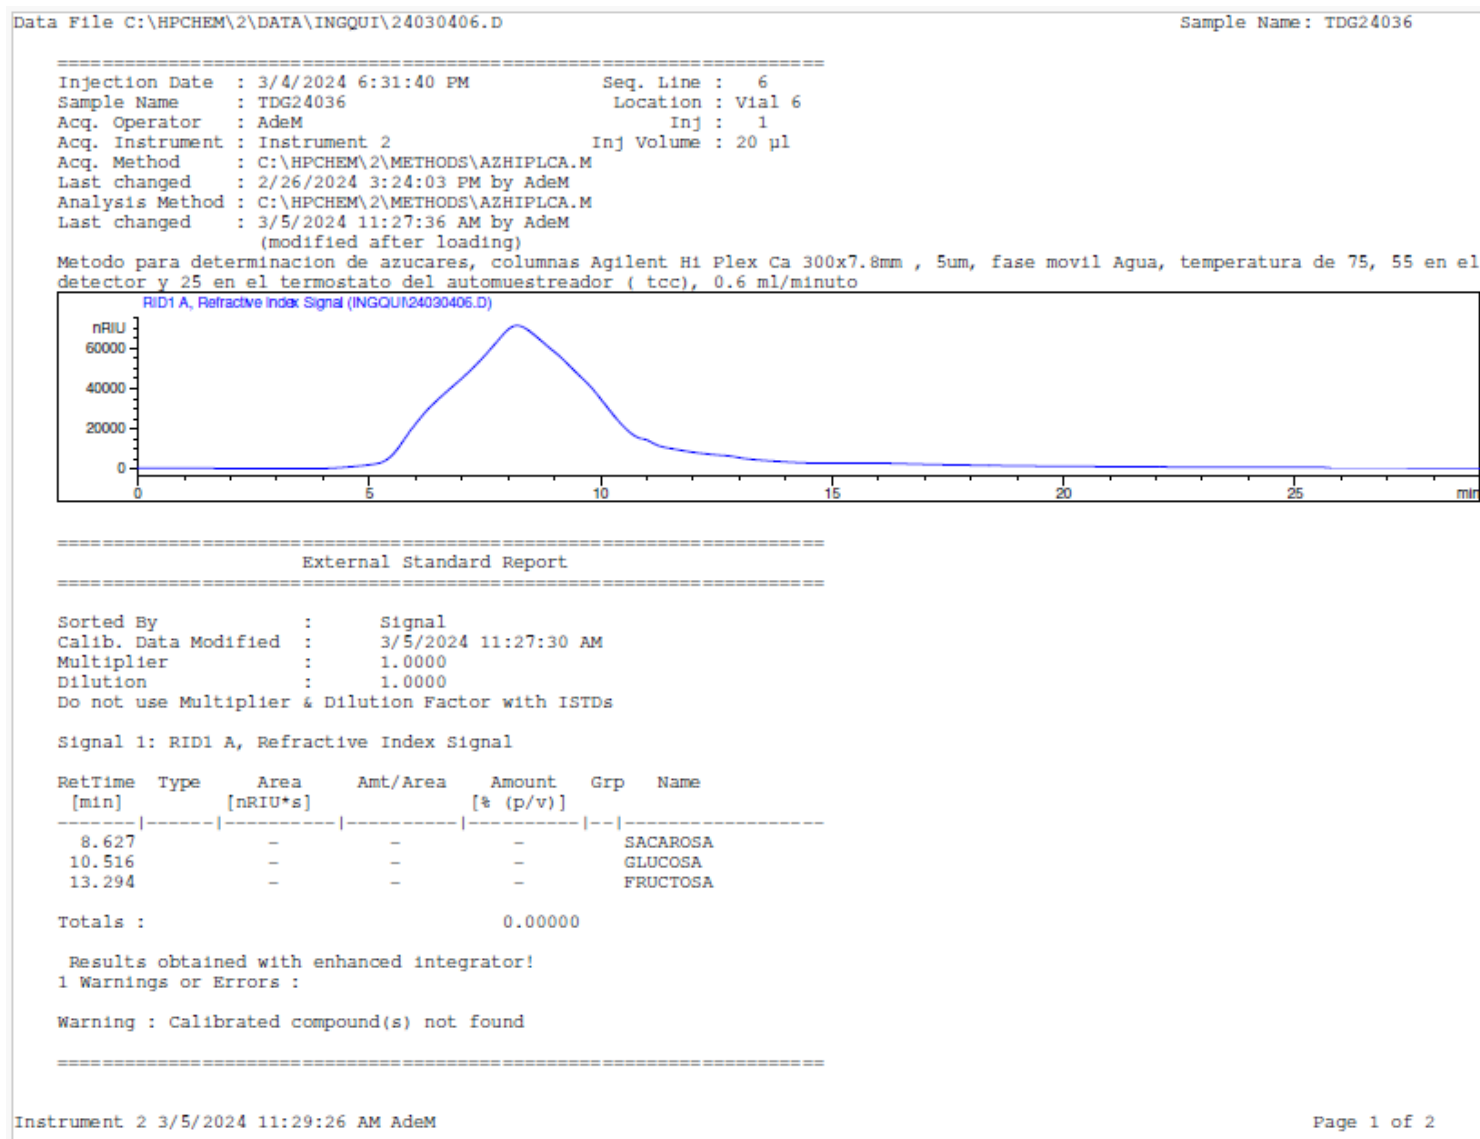 Data File C:\HPCHEM\2\DATA\INGQUI\24030406.D Sample Name: TDG24036
=====================================================================
Injection Date : 3/4/2024 6:31:40 PM Seq. Line : 6
Sample Name : TDG24036 Location : Vial 6
Acq. Operator : AdeM Inj : 1
Acq. Instrument : Instrument 2 Inj Volume : 20 µl
Acq. Method : C:\HPCHEM\2\METHODS\AZHIPLCA.M
Last changed : 2/26/2024 3:24:03 PM by AdeM
Analysis Method : C:\HPCHEM\2\METHODS\AZHIPLCA.M
Last changed : 3/5/2024 11:27:36 AM by AdeM
(modified after loading)
Metodo para determinacion de azucares, columnas Agilent Hi Plex Ca 300x7.8mm , 5um, fase movil Agua, temperatura de 75, 55 en el
detector y 25 en el termostato del automuestreador ( tcc), 0.6 ml/minuto
RID1 A, Refractive Index Signal (INGQUI\24030406.D)
nRIU
60000
40000
20000
0
0 5 10 15 20 25 min
=====================================================================
External Standard Report
=====================================================================
Sorted By : Signal
Calib. Data Modified : 3/5/2024 11:27:30 AM
Multiplier : 1.0000
Dilution : 1.0000
Do not use Multiplier & Dilution Factor with ISTDs
Signal 1: RID1 A, Refractive Index Signal
RetTime Type Area Amt/Area Amount Grp Name
[min] [nRIU*s] [% (p/v)]
-------|------|----------|----------|----------|--|------------------
8.627 - - - SACAROSA
10.516 - - - GLUCOSA
13.294 - - - FRUCTOSA
Totals : 0.00000
Results obtained with enhanced integrator!
1 Warnings or Errors :
Warning : Calibrated compound(s) not found
=====================================================================
Instrument 2 3/5/2024 11:29:26 AM AdeM Page 1 of 2